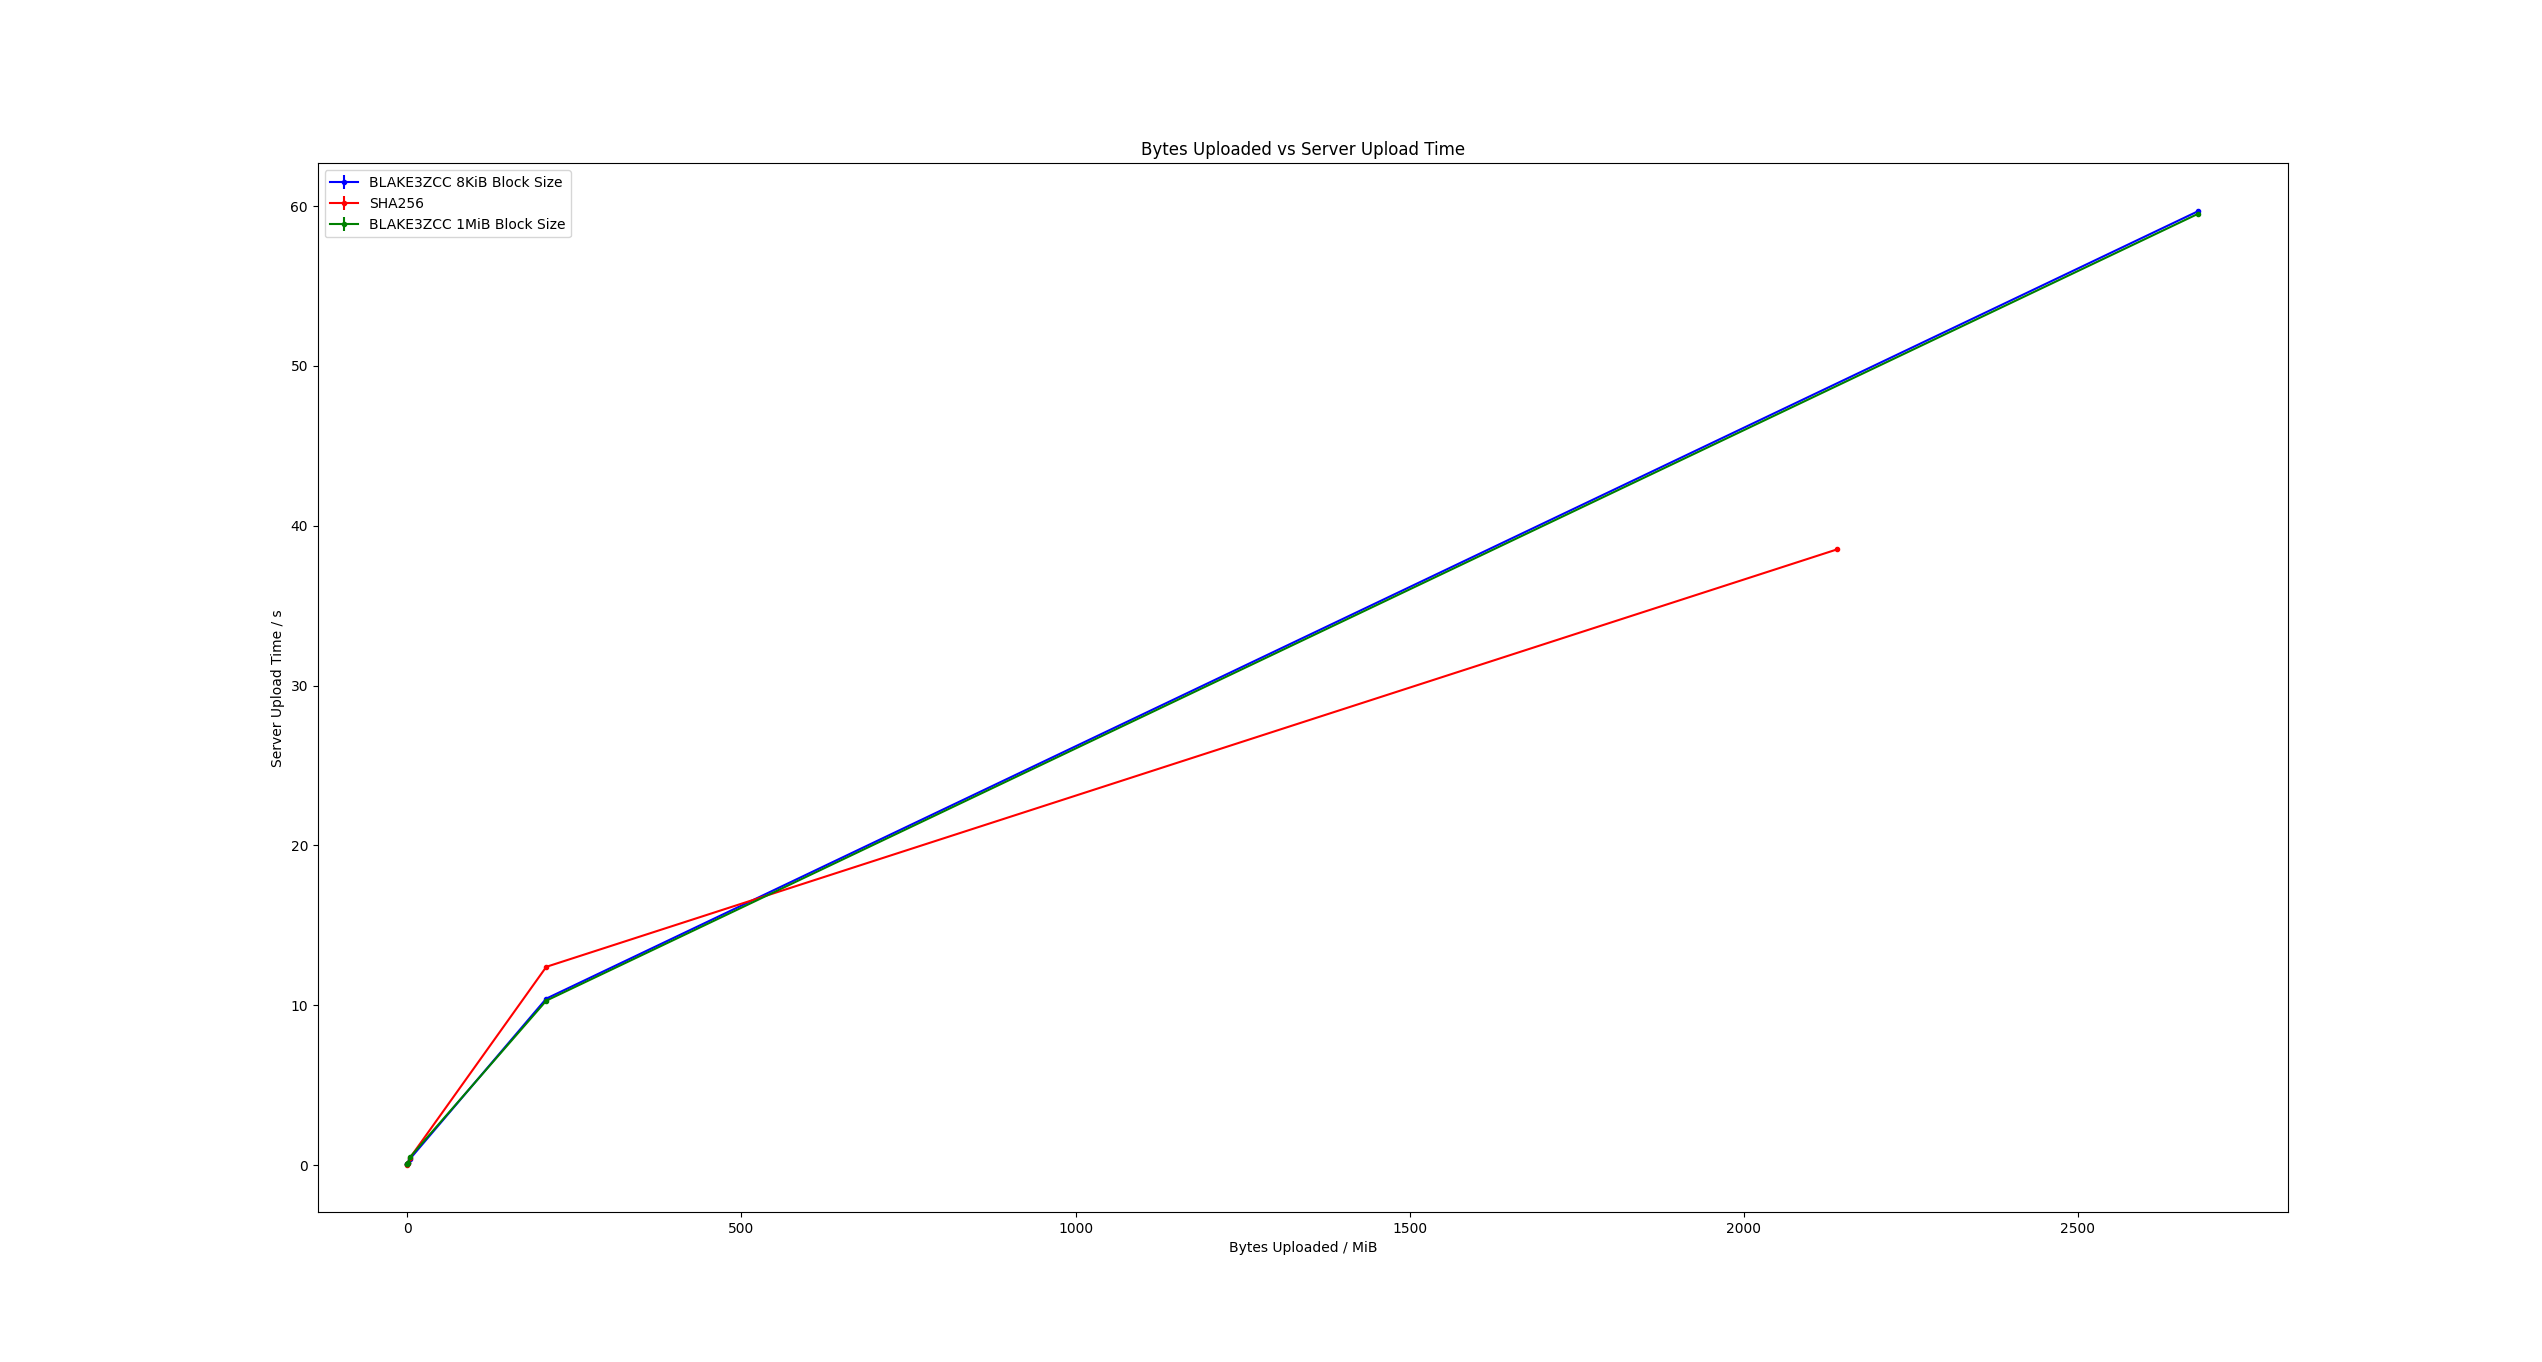 Bytes Uploaded vs Server Upload Time
BLAKE3ZCC 8KiB Block Size
SHA256
BLAKE3ZCC 1MiB Block Size
60
50
40
30
20
10
0
Server Upload Time / s
0 500 1000 1500 2000 2500
Bytes Uploaded / MiB